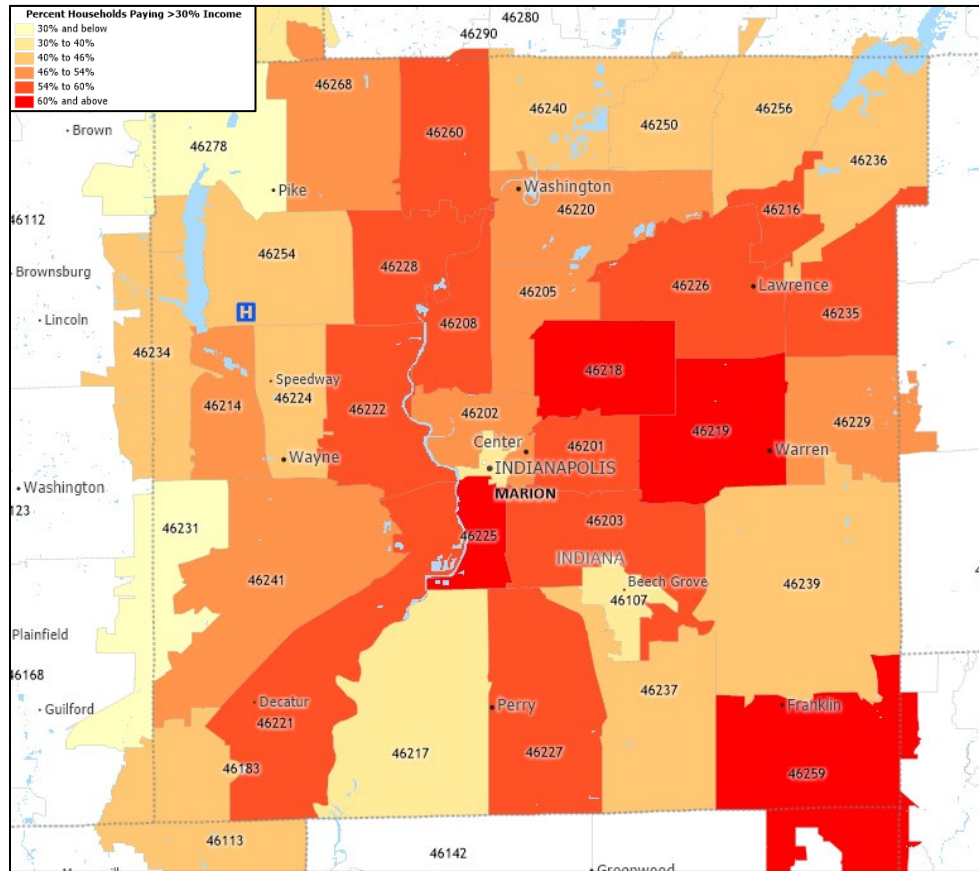 Percent Households Paying >30% Income
30% and below
30% to 40%
40% to 46%
46% to 54%
54% to 60%
60% and above
46280
46290
46268
46240
46256
46260
46250
Brown
46278
46236
Pike
Washington
46216
46220
46112
46254
46228
Brownsburg
46226
Lawrence
46205
H
46235
Lincoln
46208
46234
46218
Speedway
46224
46214
46222
46202
46229
46201
46219
Center
Warren
Wayne
INDIANAPOLIS
Washington
MARION
123
46203
46231
46225
INDIANA
46241
Beech Grove
46239
46107
Plainfield
4
46168
46237
Decatur
Perry
Franklin
Guilford
46221
46217
46227
46183
46259
46113
46142
Greenwood